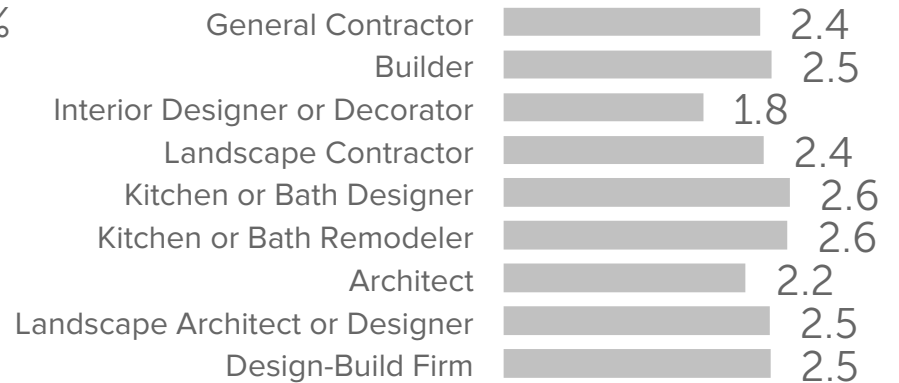 %
General Contractor 2.4
Builder 2.5
Interior Designer or Decorator 1.8
Landscape Contractor 2.4
Kitchen or Bath Designer 2.6
Kitchen or Bath Remodeler 2.6
Architect 2.2
Landscape Architect or Designer 2.5
Design-Build Firm 2.5